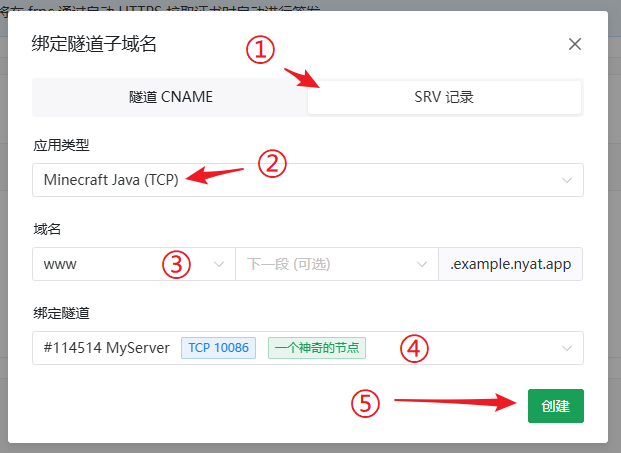 将在 frpc 通过自动 HTTPS 拉取证书时自动进行签发
绑定隧道子域名
①
隧道 CNAME
SRV 记录
应用类型
②
Minecraft Java (TCP)
域名
www
③
下一段 (可选)
.example.nyat.app
绑定隧道
#114514 MyServer
TCP 10086
一个神奇的节点
④
⑤
创建